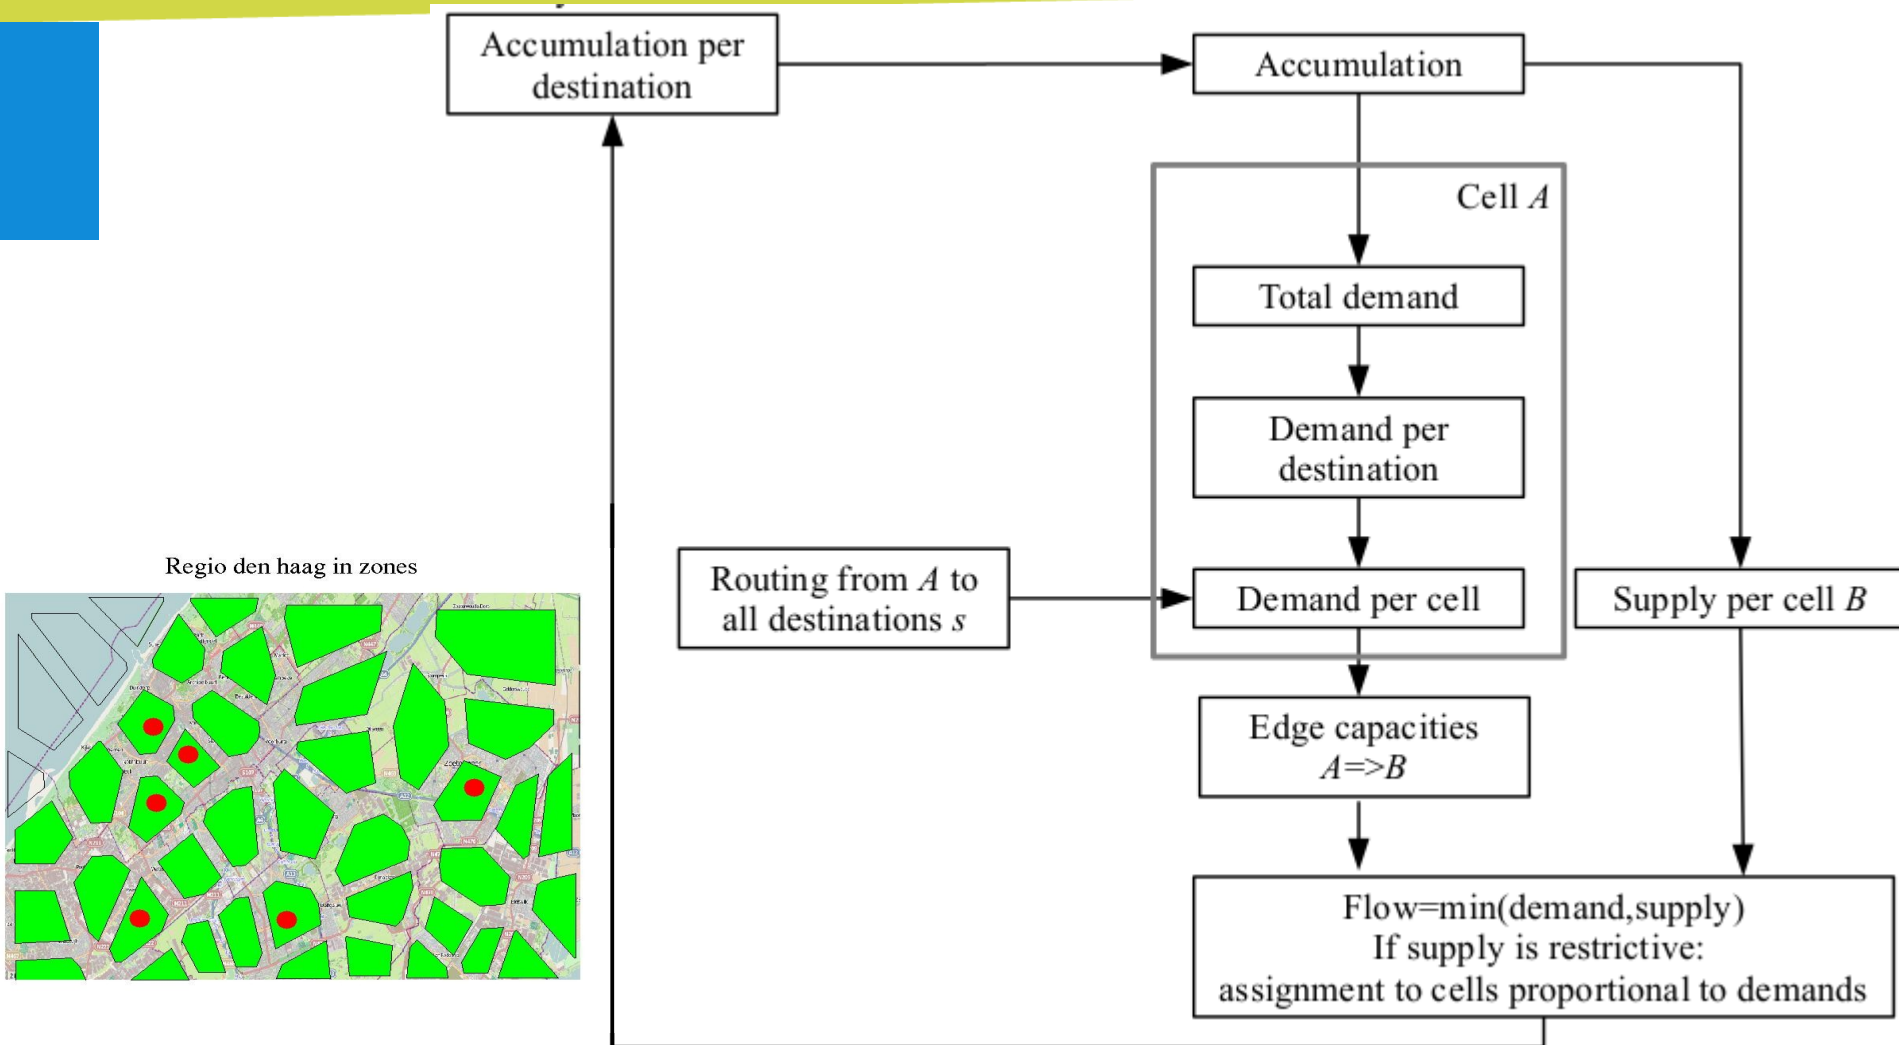 Accumulation per
destination
Accumulation
Cell A
Total demand
Demand per
destination
Routing from A to
all destinations s
Demand per cell
Supply per cell B
Edge capacities
A=>B
Flow=min(demand,supply)
If supply is restrictive:
assignment to cells proportional to demands
Regio den haag in zones